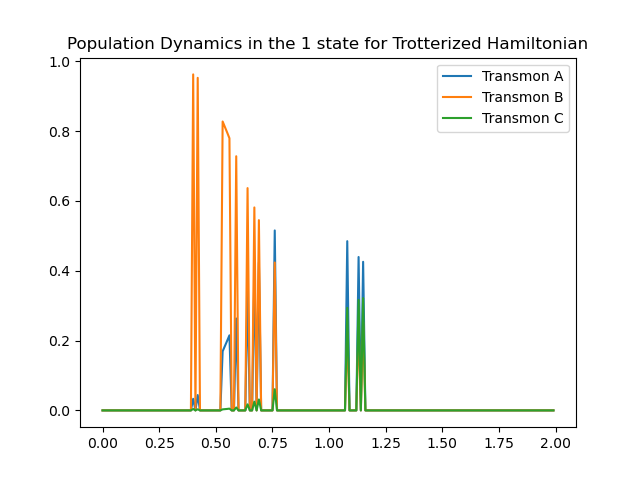 Population Dynamics in the 1 state for Trotterized Hamiltonian
Transmon A
Transmon B
Transmon C
1.0
0.8
0.6
0.4
0.2
0.0
0.00 0.25 0.50 0.75 1.00 1.25 1.50 1.75 2.00